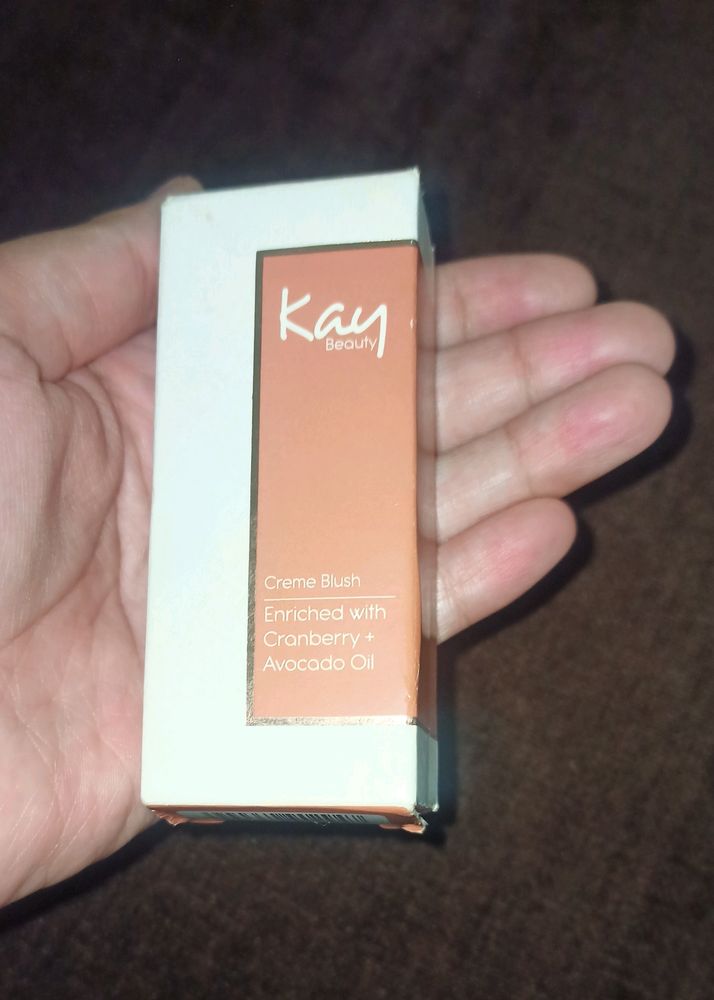 Kay
Beauty
Creme Blush
Enriched with
Cranberry +
Avocado Oil